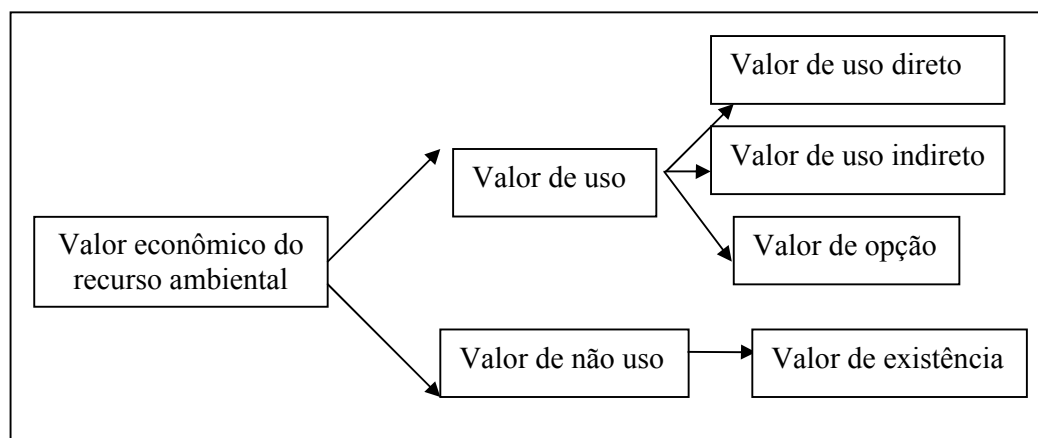 Valor de uso direto
Valor de uso indireto
Valor de uso
Valor de opção
Valor econômico do
recurso ambiental
Valor de não uso
Valor de existência